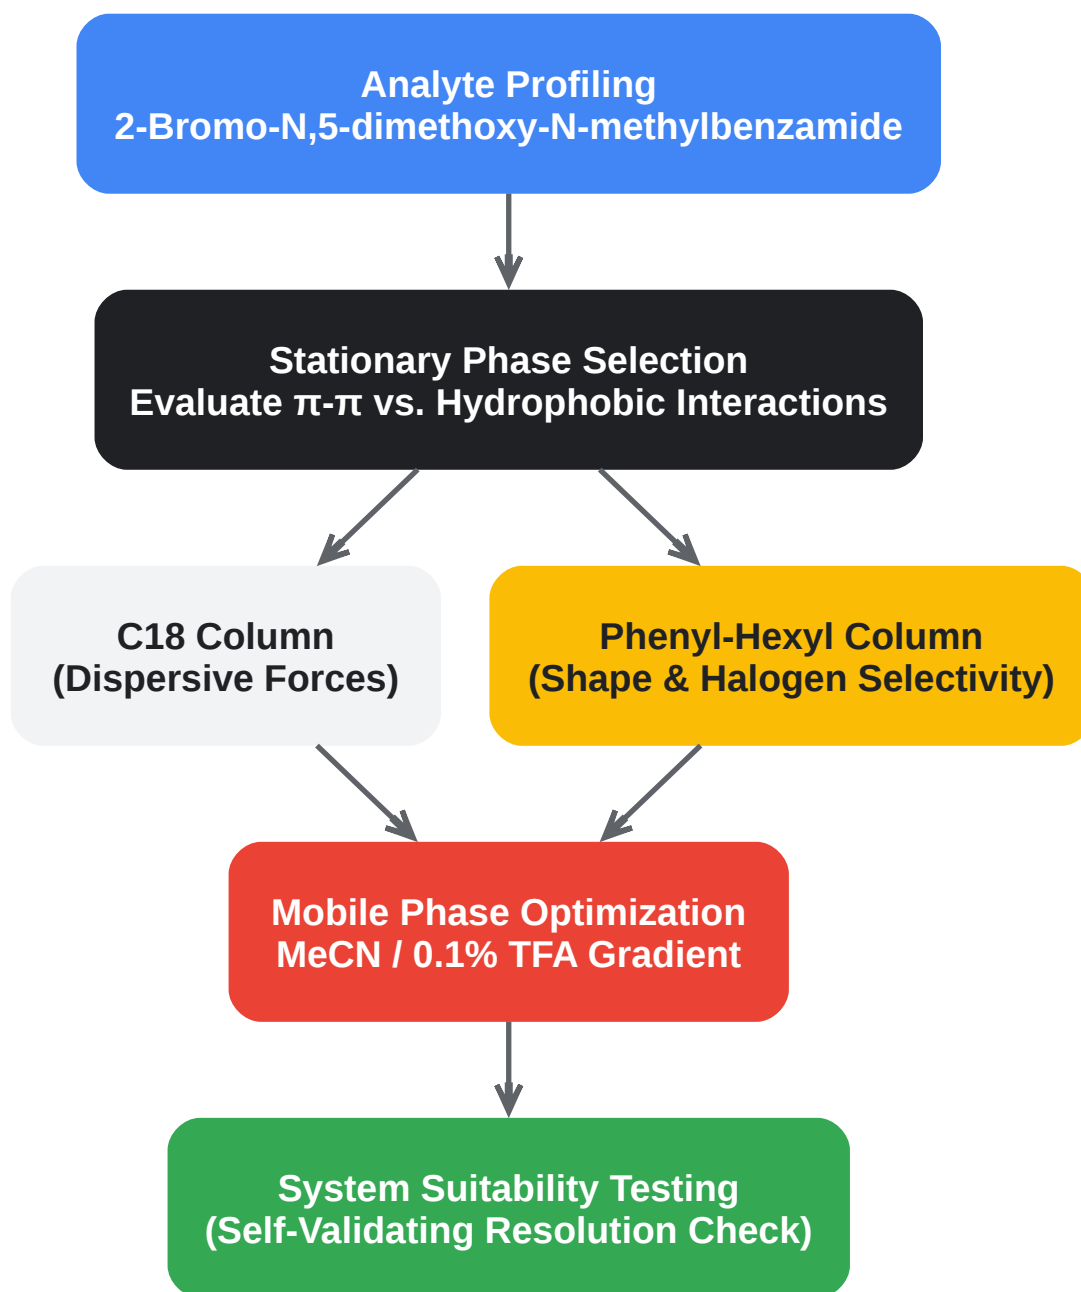 Analyte Profiling
2-Bromo-N,5-dimethoxy-N-methylbenzamide
Stationary Phase Selection
Evaluate π-π vs. Hydrophobic Interactions
C18 Column
(Dispersive Forces)
Phenyl-Hexyl Column
(Shape & Halogen Selectivity)
Mobile Phase Optimization
MeCN / 0.1% TFA Gradient
System Suitability Testing
(Self-Validating Resolution Check)